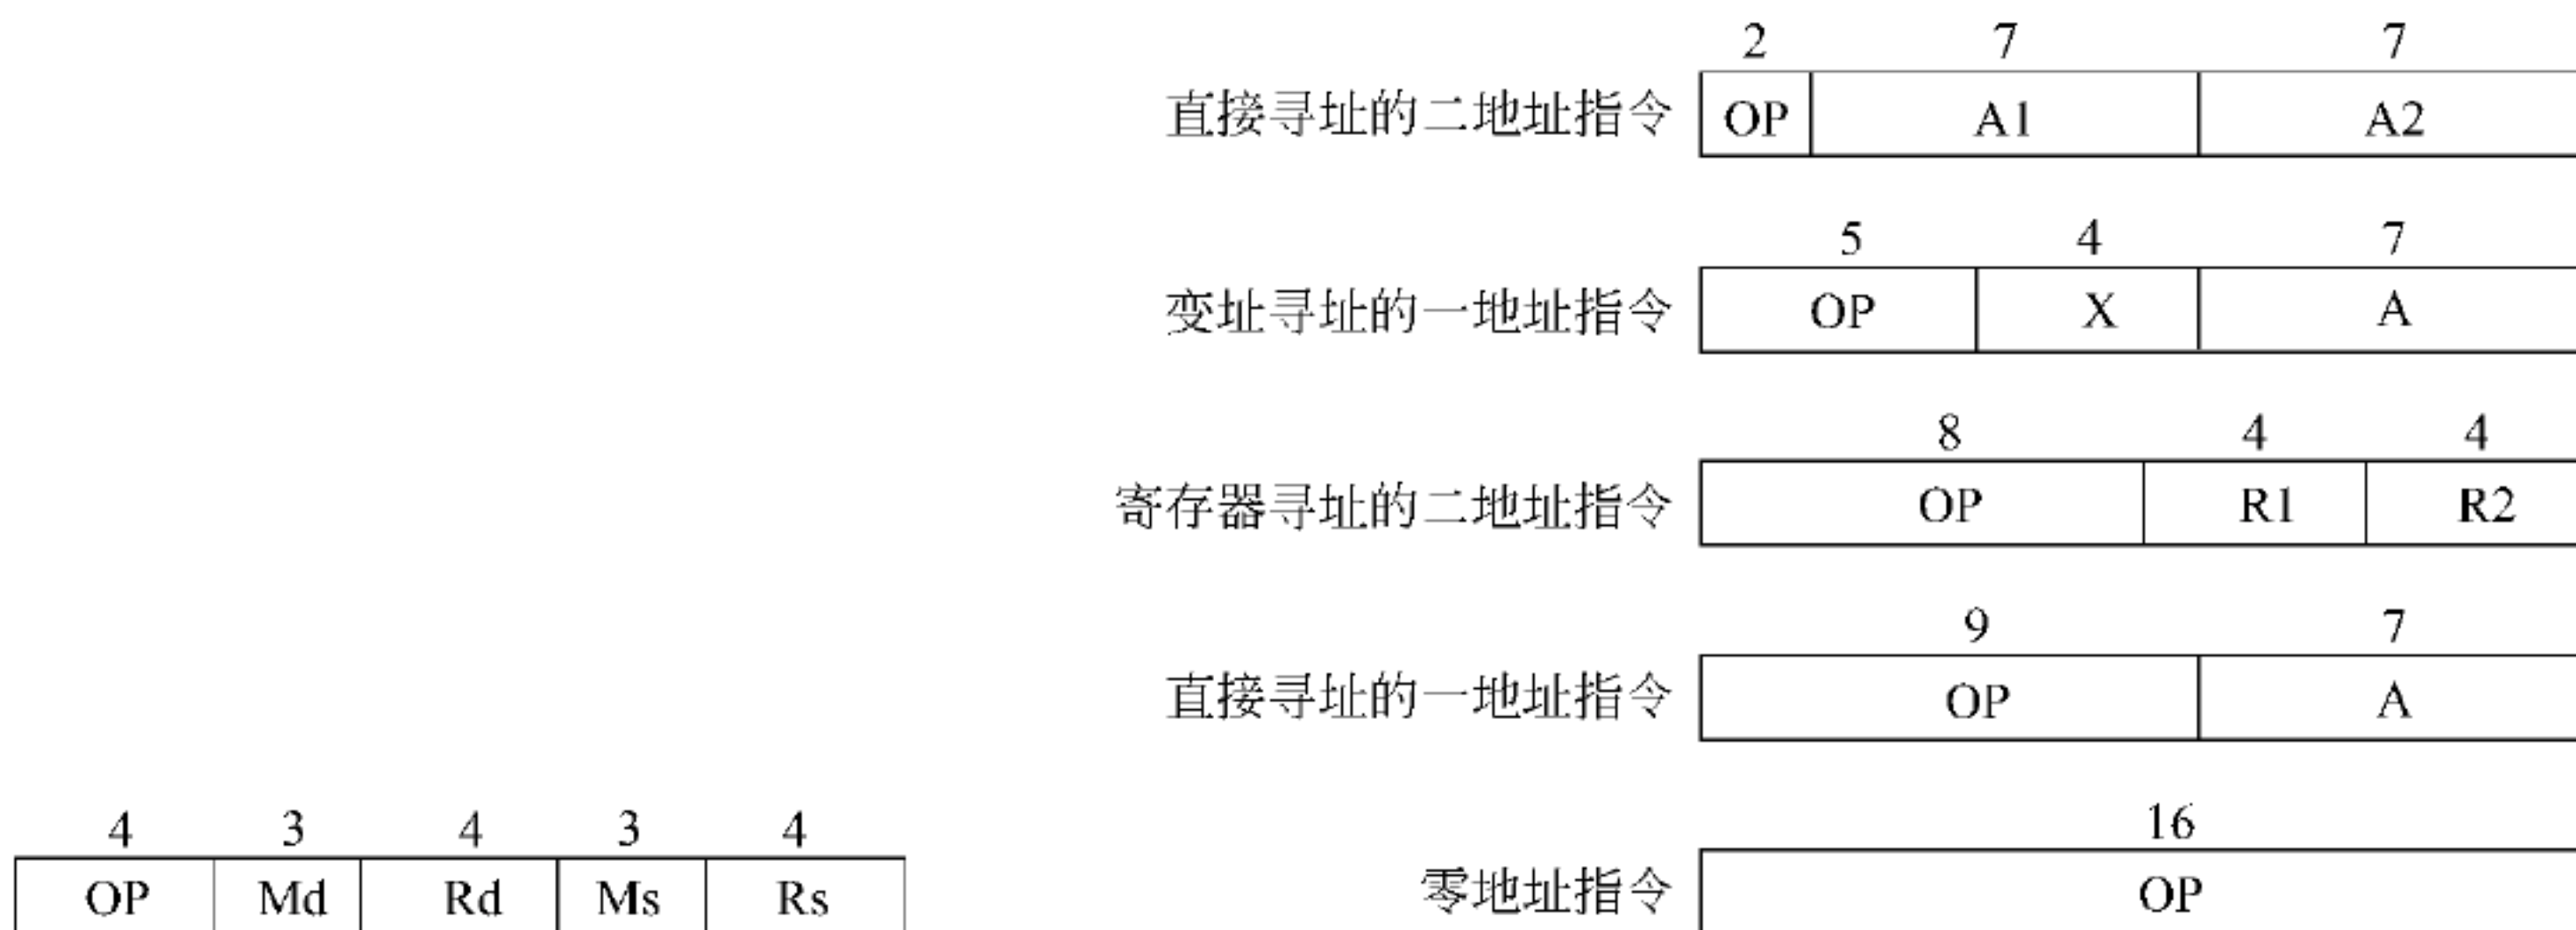 2 7 7
直接寻址的二地址指令 OP A1 A2
5 4 7
变址寻址的一地址指令 OP X A
8 4 4
寄存器寻址的二地址指令 OP R1 R2
9 7
直接寻址的一地址指令 OP A
4 3 4 3 4
OP Md Rd Ms Rs
16
零地址指令 OP